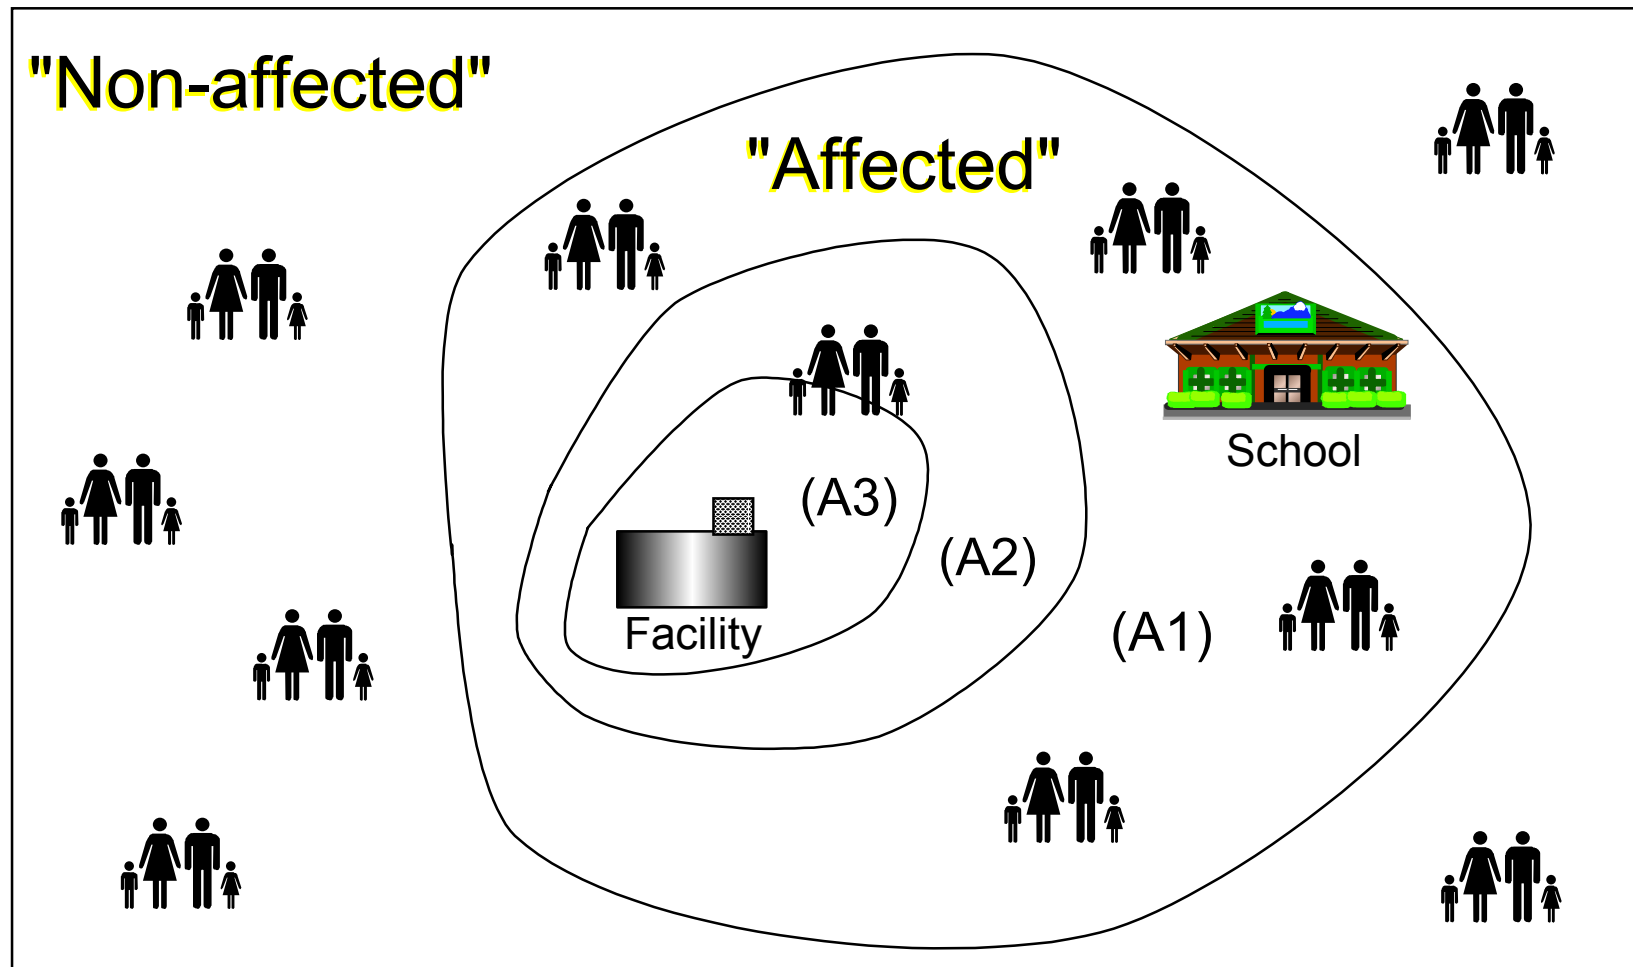 "Non-affected"
"Affected"
School
(A3)
(A2)
Facility
(A1)